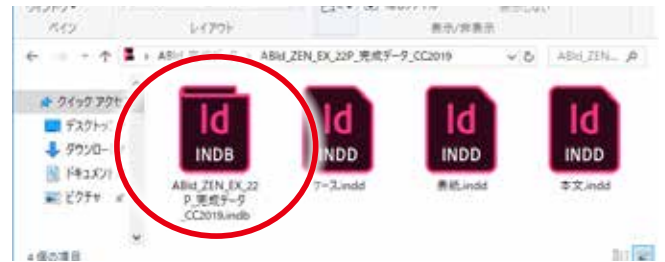 ペイン
レイアウト
表示/非表示
ABid_ZEN_EX_22P_完成データ_CC2019
ABid_ZEN...
クイック アクセ
デスクトッ
ダウンロー
ドキュメン
ピクチャ
Id
INDB
Id
INDD
Id
INDD
Id
INDD
ABid_ZEN_EX_22
P_完成データ
_CC2019.indb
ース.indd
表紙.indd
本文.indd
4 個の項目